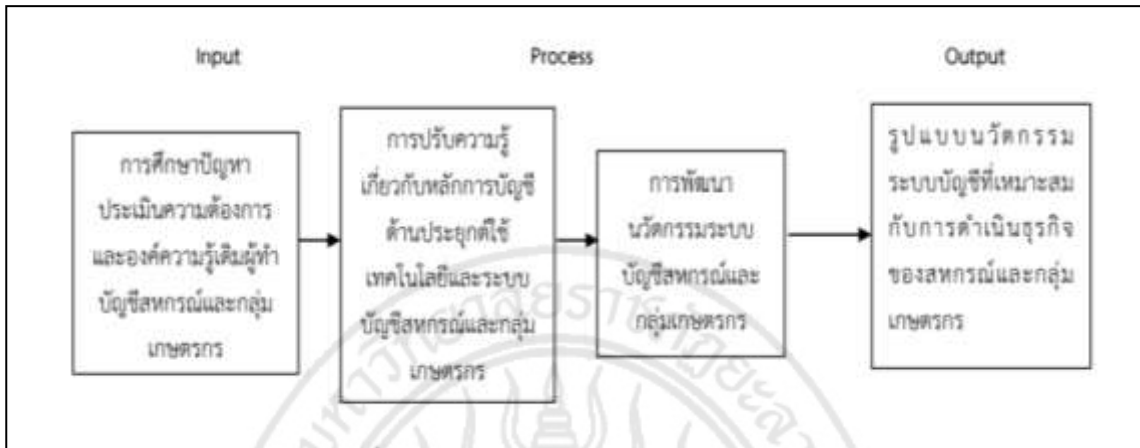 Input
Process
Output
การศึกษาปัญหา
ประเมินความต้องการ
และองค์ความรู้เดิมผู้ทำ
บัญชีสหกรณ์และกลุ่ม
เกษตรกร
การปรับความรู้
เกี่ยวกับหลักการบัญชี
ด้านประยุกต์ใช้
เทคโนโลยีและระบบ
บัญชีสหกรณ์และกลุ่ม
เกษตรกร
การพัฒนา
นวัตกรรมระบบ
บัญชีสหกรณ์และ
กลุ่มเกษตรกร
รูปแบบนวัตกรรม
ระบบบัญชีที่เหมาะสม
กับการดำเนินธุรกิจ
ของสหกรณ์และกลุ่ม
เกษตรกร